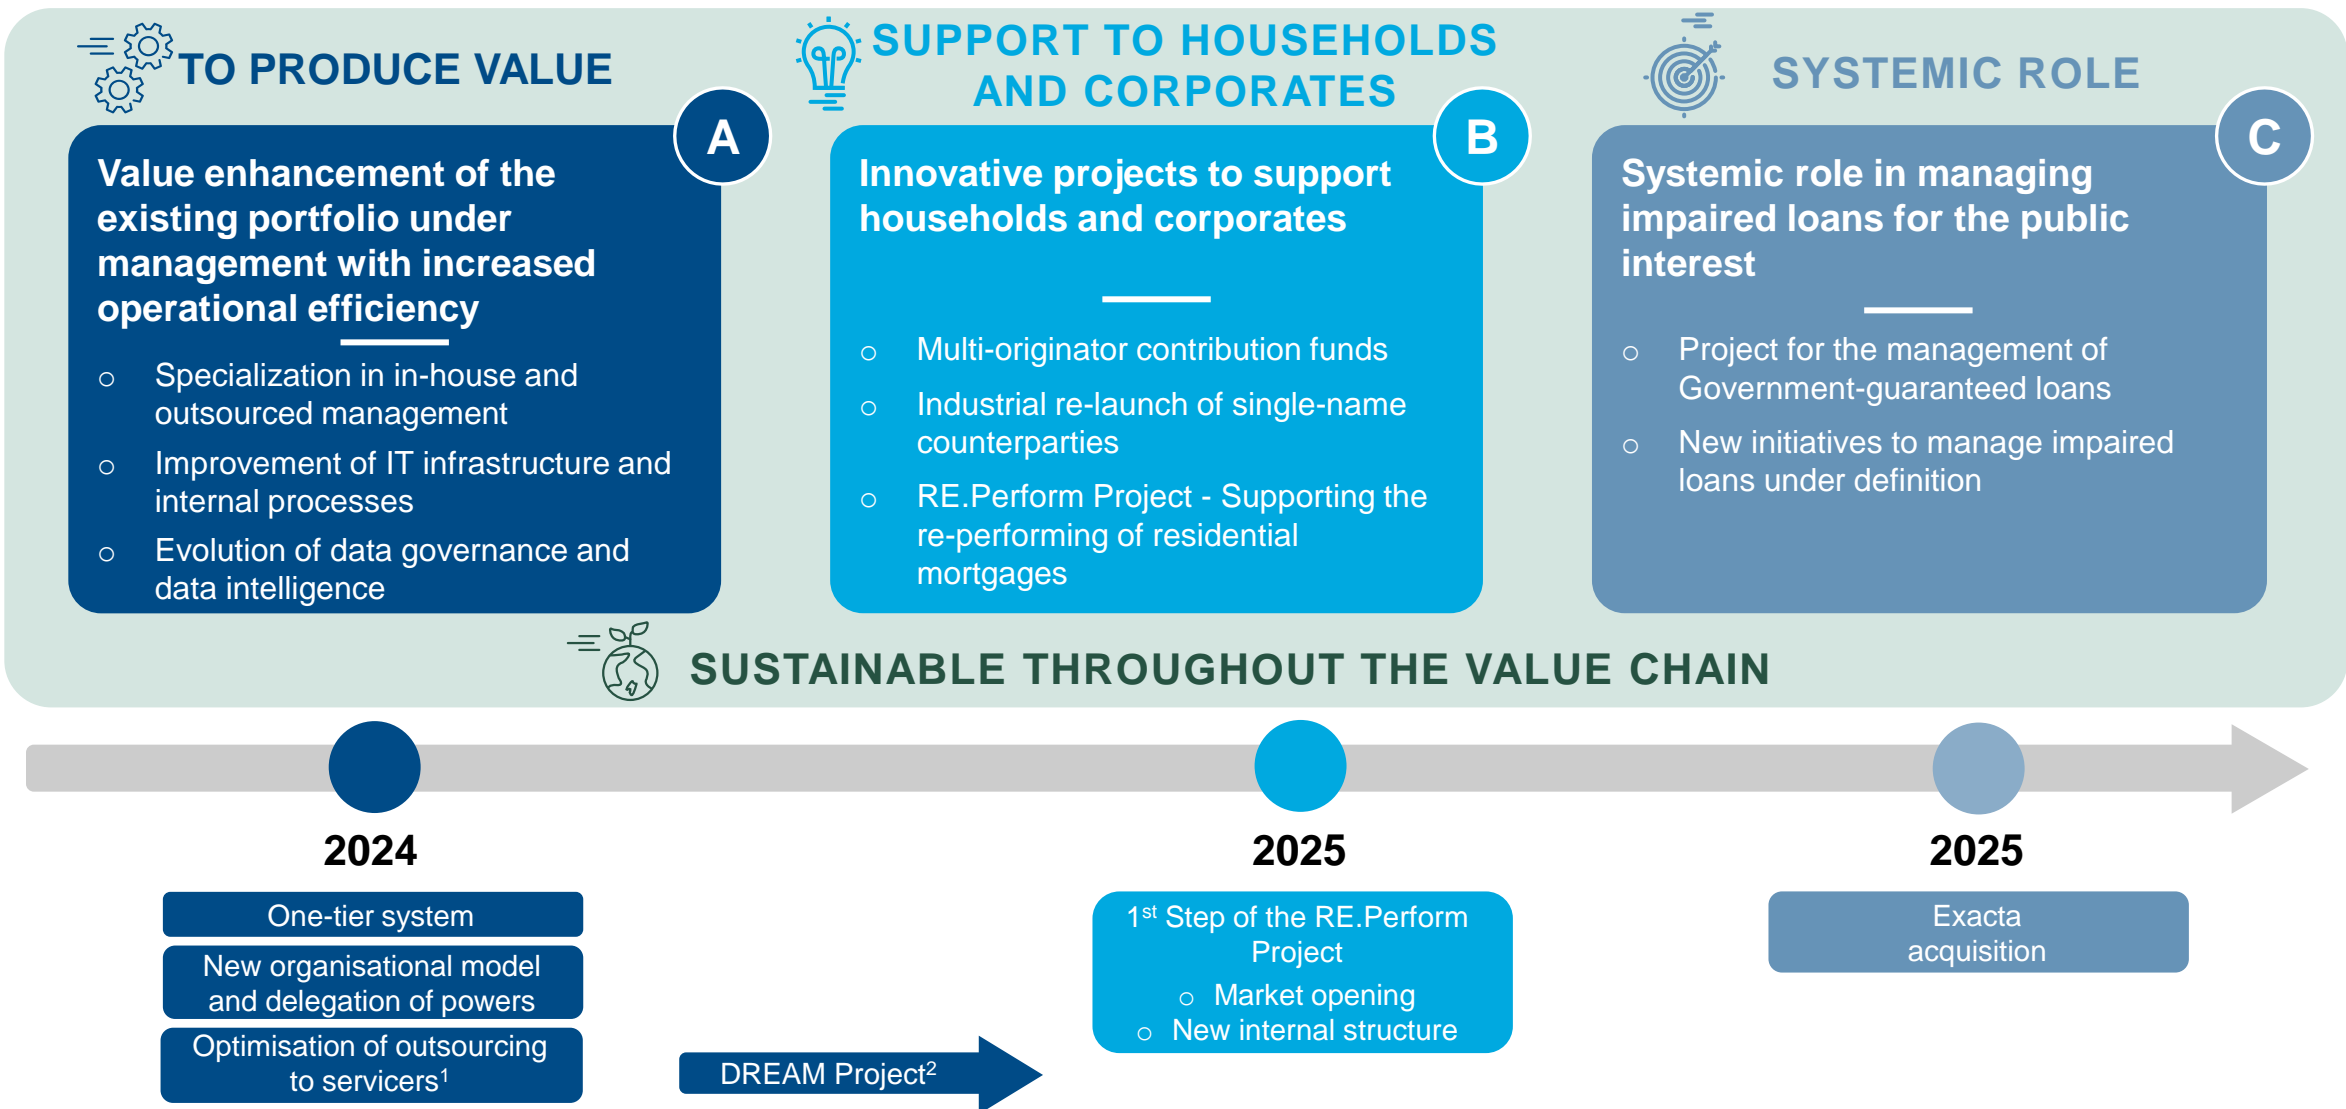 TO PRODUCE VALUE
A
Value enhancement of the
existing portfolio under
management with increased
operational efficiency
o Specialization in in-house and
outsourced management
o Improvement of IT infrastructure and
internal processes
o Evolution of data governance and
data intelligence
SUPPORT TO HOUSEHOLDS
AND CORPORATES
B
Innovative projects to support
households and corporates
o Multi-originator contribution funds
o Industrial re-launch of single-name
counterparties
o RE.Perform Project - Supporting the
re-performing of residential
mortgages
SYSTEMIC ROLE
C
Systemic role in managing
impaired loans for the public
interest
o Project for the management of
Government-guaranteed loans
o New initiatives to manage impaired
loans under definition
SUSTAINABLE THROUGHOUT THE VALUE CHAIN
2024
One-tier system
New organisational model
and delegation of powers
Optimisation of outsourcing
to servicers1
DREAM Project2
2025
1st Step of the RE.Perform
Project
o Market opening
o New internal structure
2025
Exacta
acquisition